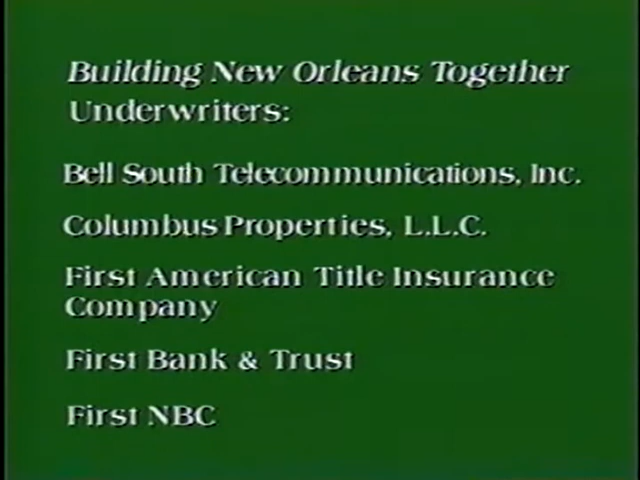 Building New Orleans Together
Underwriters:
Bell South Telecommunications, Inc.
Columbus Properties, L.L.C.
First American Title Insurance
Company
First Bank & Trust
First NBC